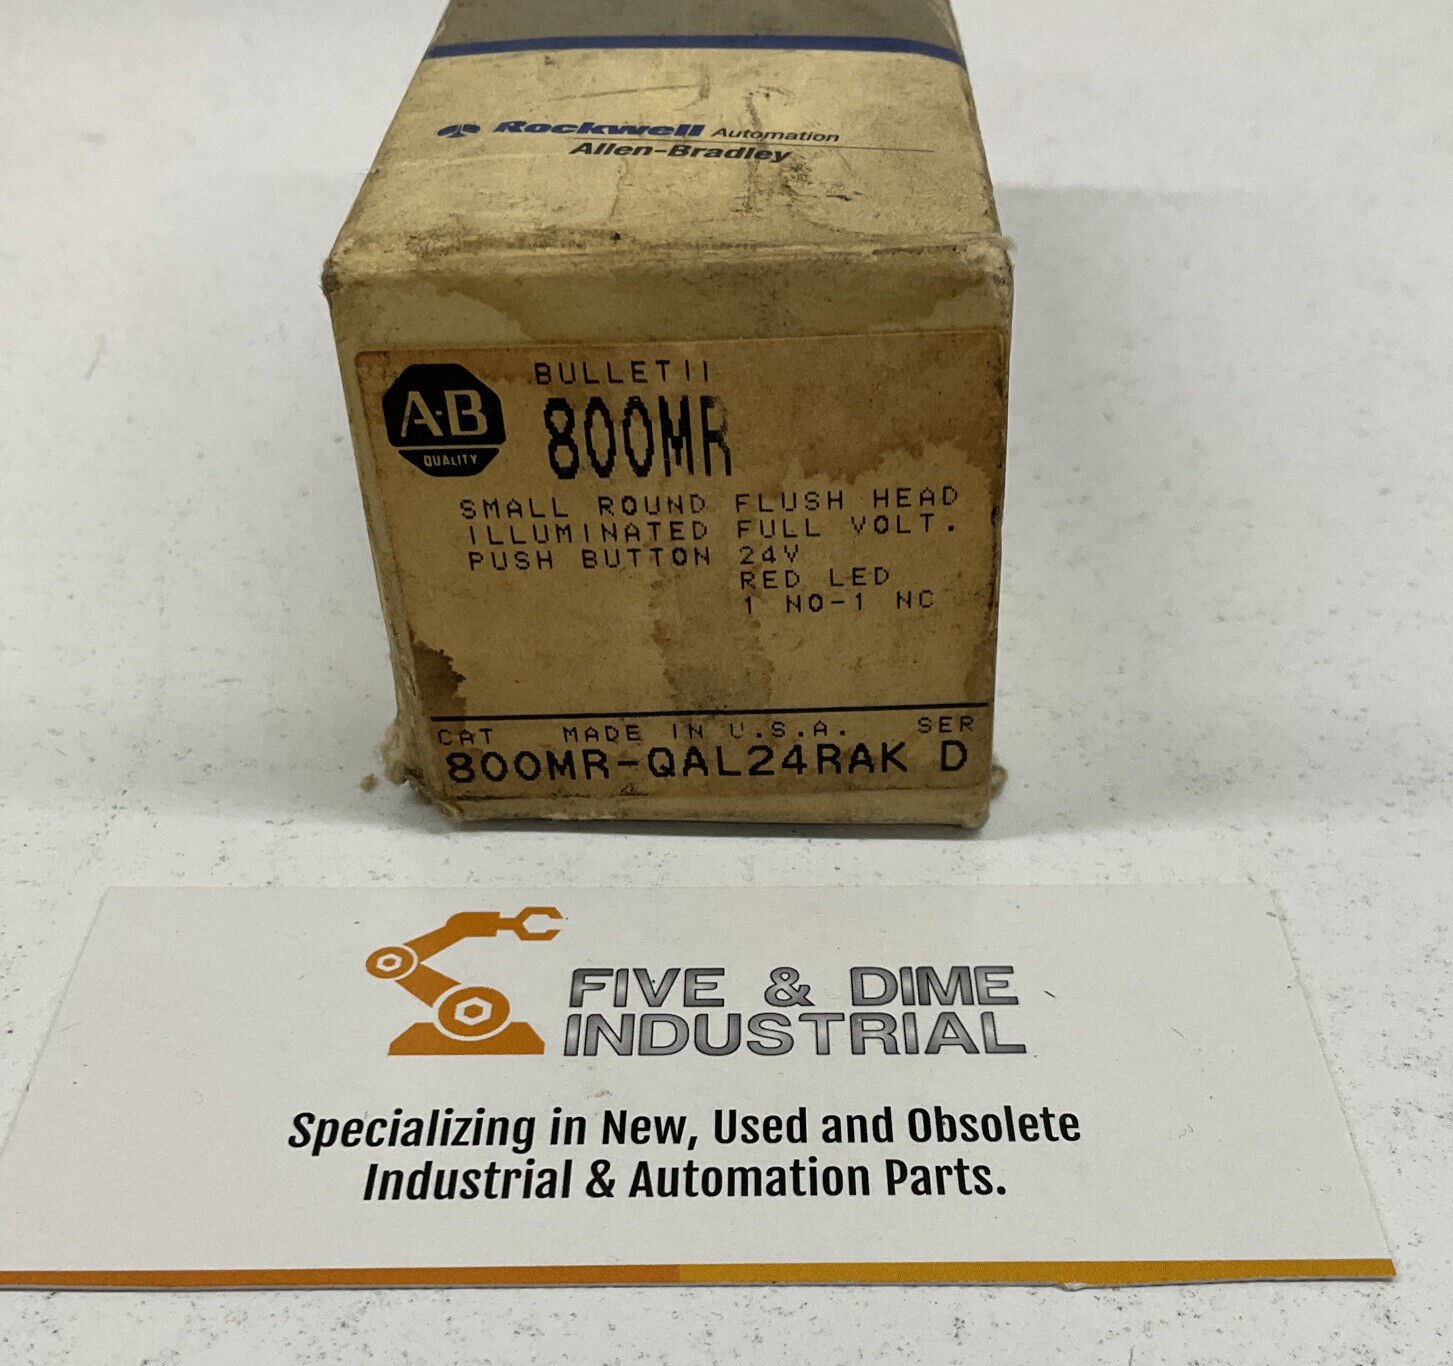 Rockwell Automation
Allen-Bradley
A-B
QUALITY
BULLETII
800MR
SMALL ROUND FLUSH HEAD
ILLUMINATED FULL VOLT.
PUSH BUTTON 24V
RED LED
1 NO-1 NC
CAT MADE IN U.S.A. SER
800MR-QAL24RAK D
FIVE & DIME
INDUSTRIAL
Specializing in New, Used and Obsolete
Industrial & Automation Parts.